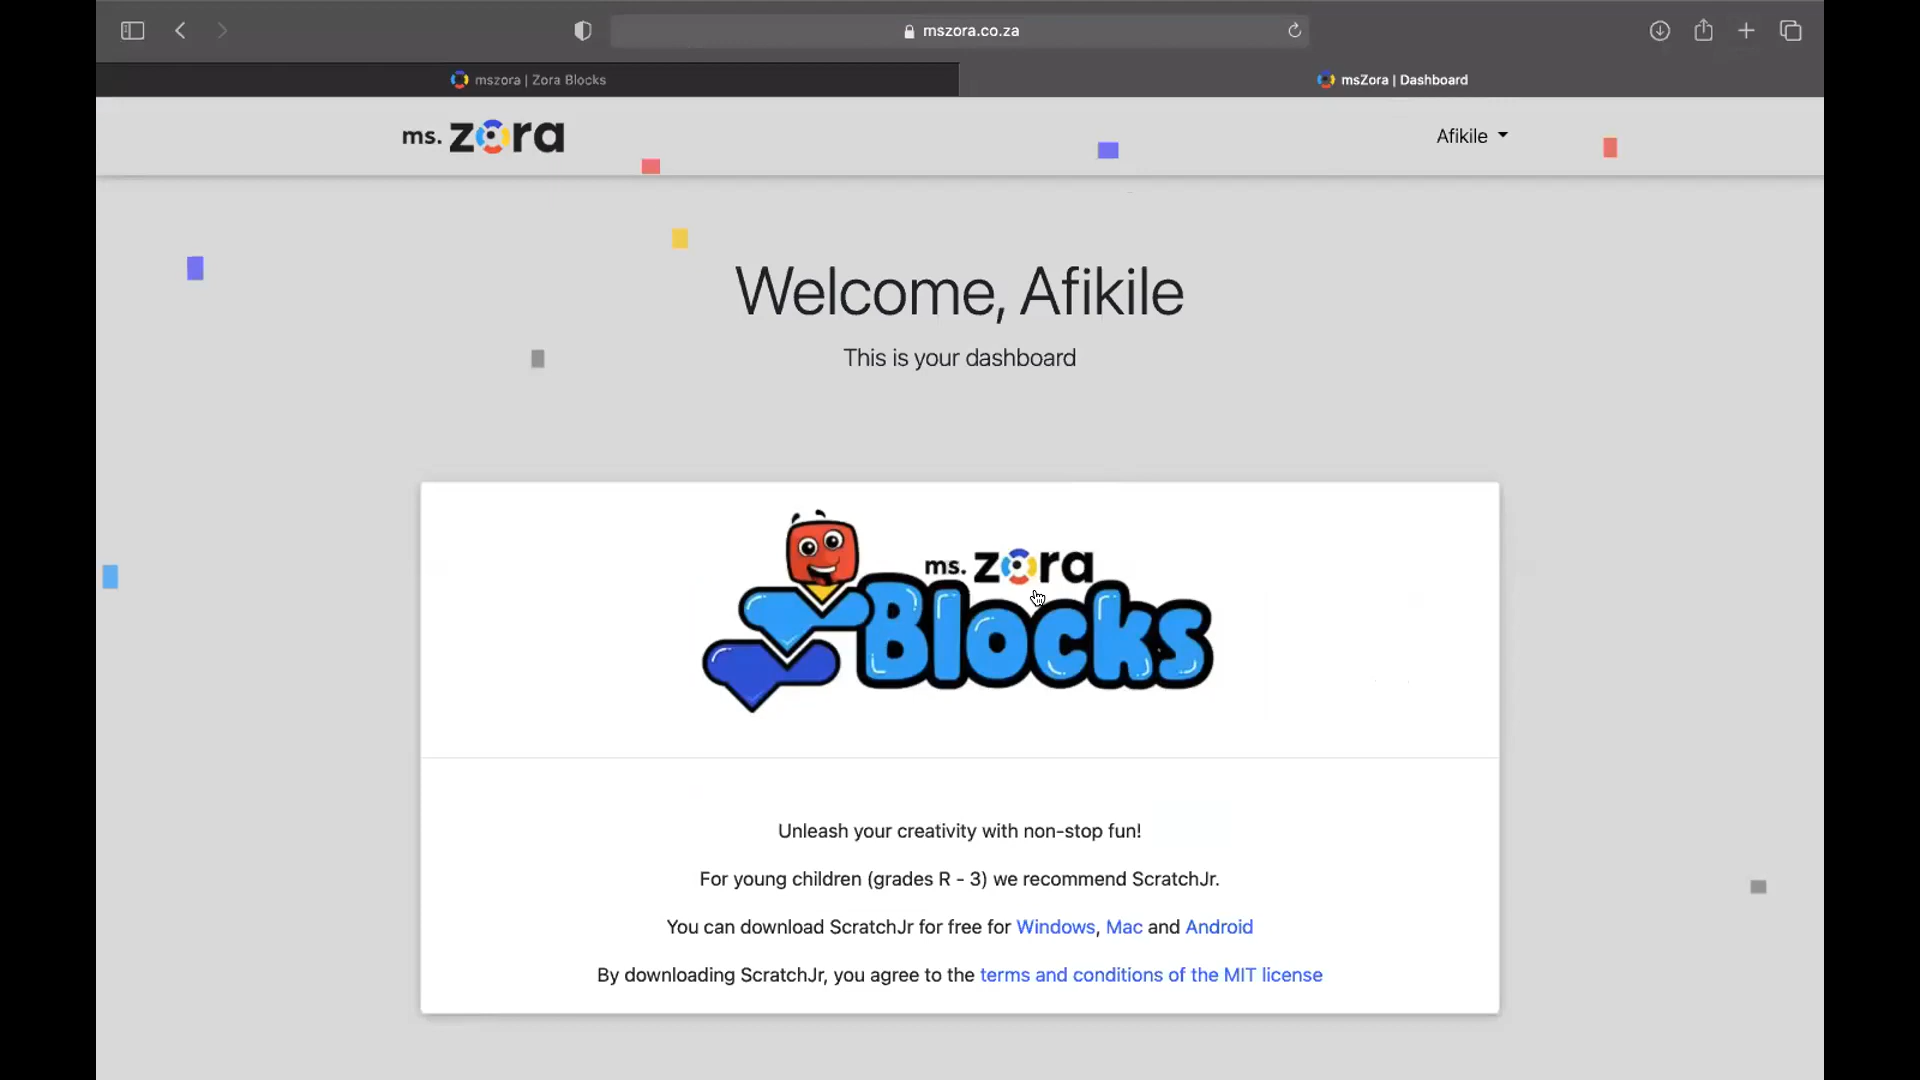 mszora.co.za
mszora | Zora Blocks
msZora | Dashboard
ms. zora
Afikile
Welcome, Afikile
This is your dashboard
ms. zora
Blocks
Unleash your creativity with non-stop fun!
For young children (grades R - 3) we recommend ScratchJr.
You can download ScratchJr for free for Windows, Mac and Android
By downloading ScratchJr, you agree to the terms and conditions of the MIT license